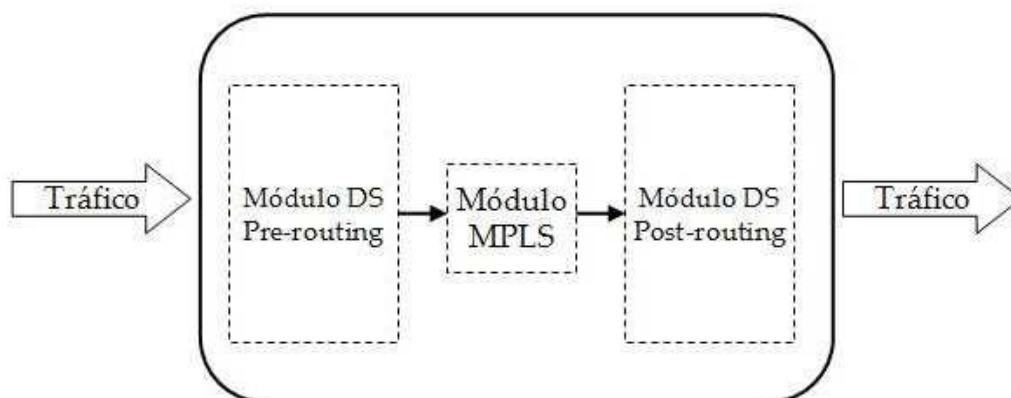 Tráfico
Módulo DS
Pre-routing
Módulo
MPLS
Módulo DS
Post-routing
Tráfico